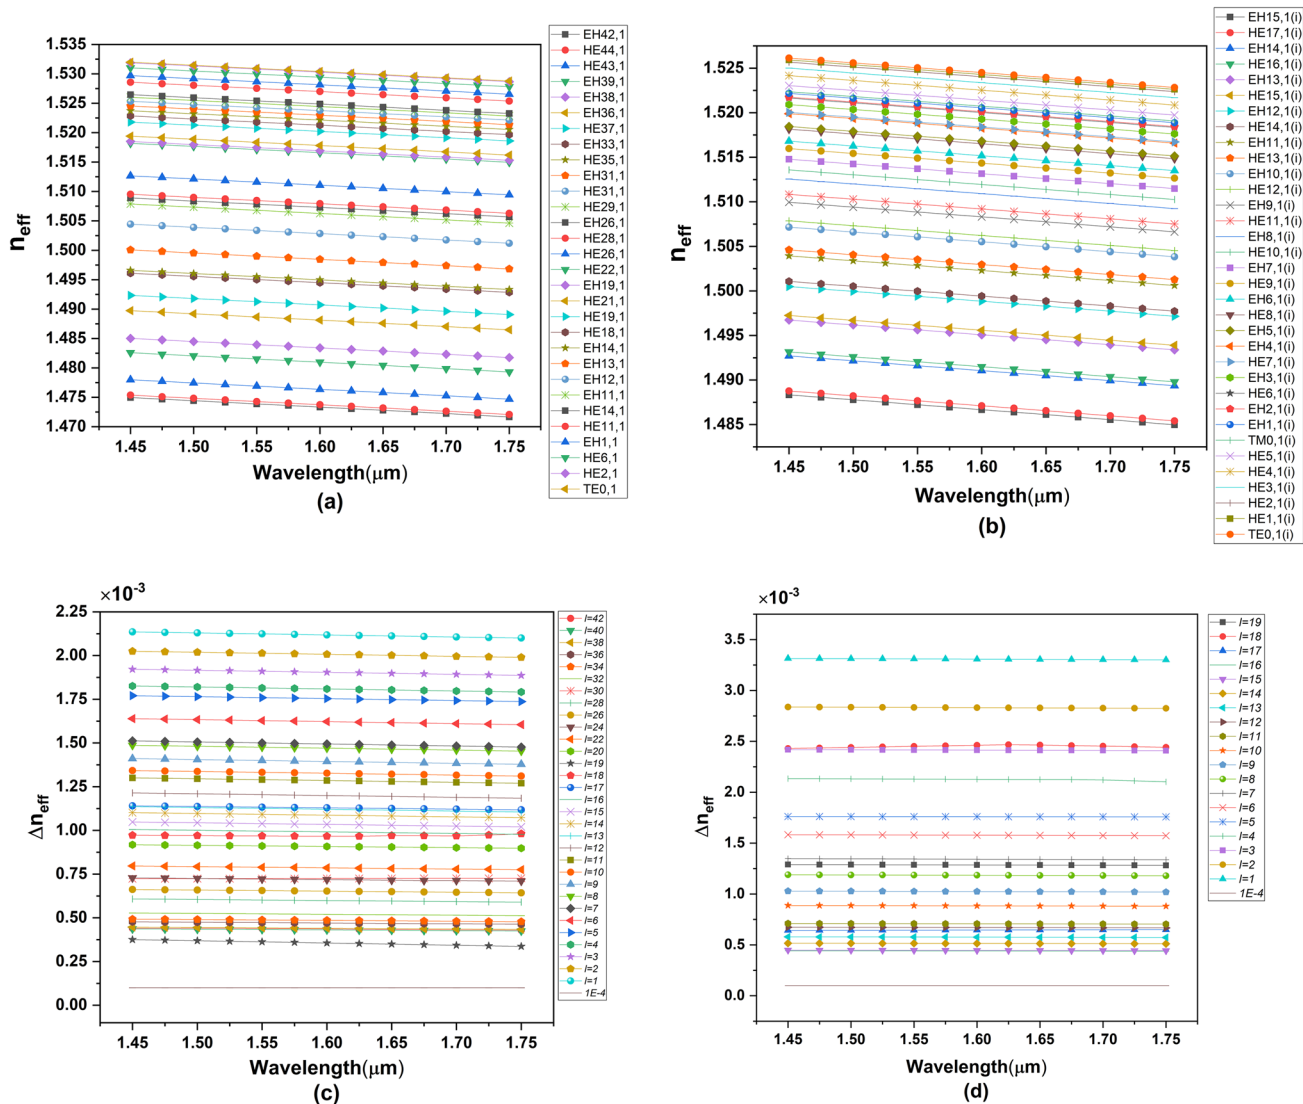 1.535
1.530
1.525
1.520
1.515
1.510
1.505
1.500
1.495
1.490
1.485
1.480
1.475
1.470
neff
1.45 1.50 1.55 1.60 1.65 1.70 1.75
Wavelength(μm)
(a)
EH42,1
HE44,1
HE43,1
EH39,1
EH38,1
EH36,1
HE37,1
EH33,1
HE35,1
EH31,1
HE31,1
HE29,1
EH26,1
HE28,1
HE26,1
HE22,1
EH19,1
HE21,1
HE19,1
HE18,1
EH14,1
EH13,1
EH12,1
EH11,1
HE14,1
HE11,1
EH1,1
HE6,1
HE2,1
TE0,1
1.525
1.520
1.515
1.510
1.505
1.500
1.495
1.490
1.485
neff
1.45 1.50 1.55 1.60 1.65 1.70 1.75
Wavelength(μm)
(b)
EH15,1(i)
HE17,1(i)
EH14,1(i)
HE16,1(i)
EH13,1(i)
HE15,1(i)
EH12,1(i)
HE14,1(i)
EH11,1(i)
HE13,1(i)
EH10,1(i)
HE12,1(i)
EH9,1(i)
HE11,1(i)
EH8,1(i)
HE10,1(i)
EH7,1(i)
HE9,1(i)
EH6,1(i)
HE8,1(i)
EH5,1(i)
EH4,1(i)
HE7,1(i)
EH3,1(i)
HE6,1(i)
EH2,1(i)
EH1,1(i)
TM0,1(i)
HE5,1(i)
HE4,1(i)
HE3,1(i)
HE2,1(i)
HE1,1(i)
TE0,1(i)
×10-3
2.25
2.00
1.75
1.50
1.25
1.00
0.75
0.50
0.25
0.00
Δneff
1.45 1.50 1.55 1.60 1.65 1.70 1.75
Wavelength(μm)
(c)
l=42
l=40
l=38
l=36
l=34
l=32
l=30
l=28
l=26
l=24
l=22
l=20
l=19
l=18
l=17
l=16
l=15
l=14
l=13
l=12
l=11
l=10
l=9
l=8
l=7
l=6
l=5
l=4
l=3
l=2
l=1
1E-4
×10-3
3.5
3.0
2.5
2.0
1.5
1.0
0.5
0.0
Δneff
1.45 1.50 1.55 1.60 1.65 1.70 1.75
Wavelength(μm)
(d)
l=19
l=18
l=17
l=16
l=15
l=14
l=13
l=12
l=11
l=10
l=9
l=8
l=7
l=6
l=5
l=4
l=3
l=2
l=1
1E-4